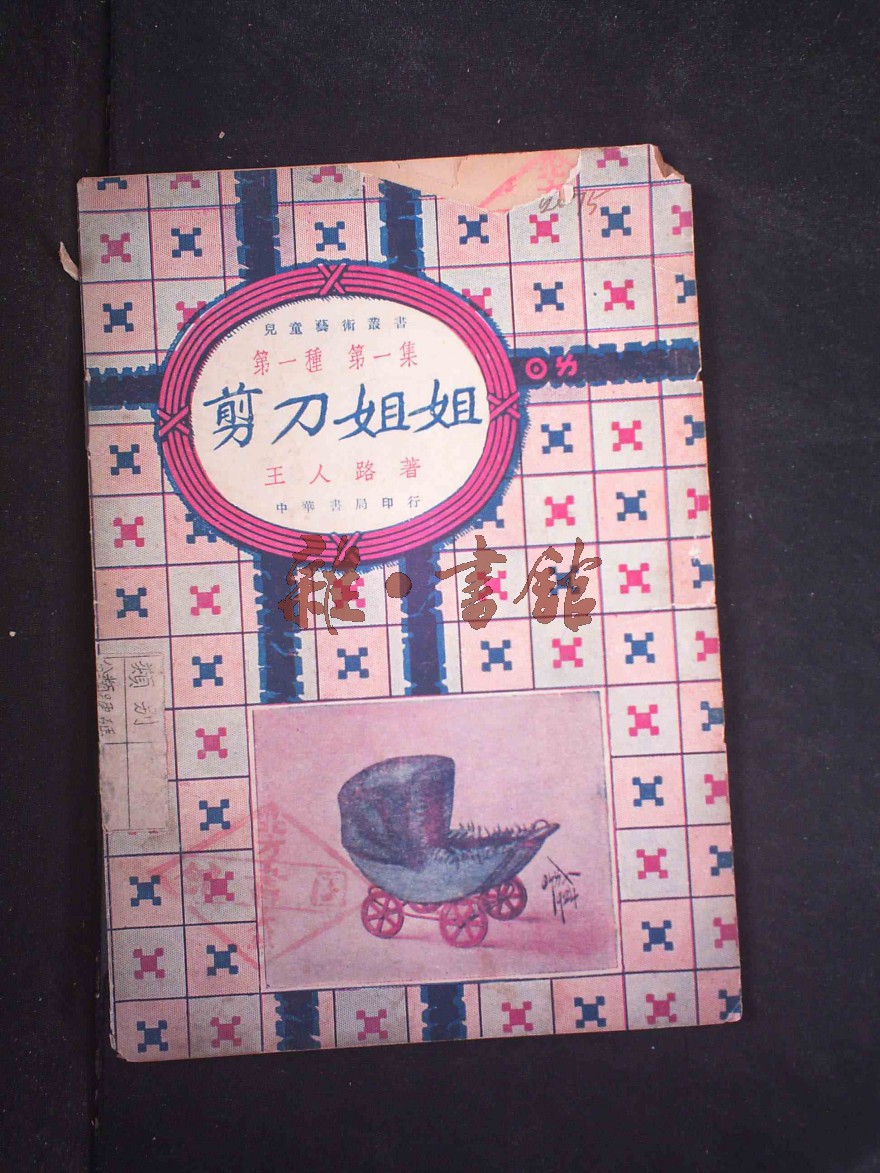 2075
兒童藝術叢書
第一種 第一集
剪刀姐姐
王人路著
中華書局印行
雜·書館